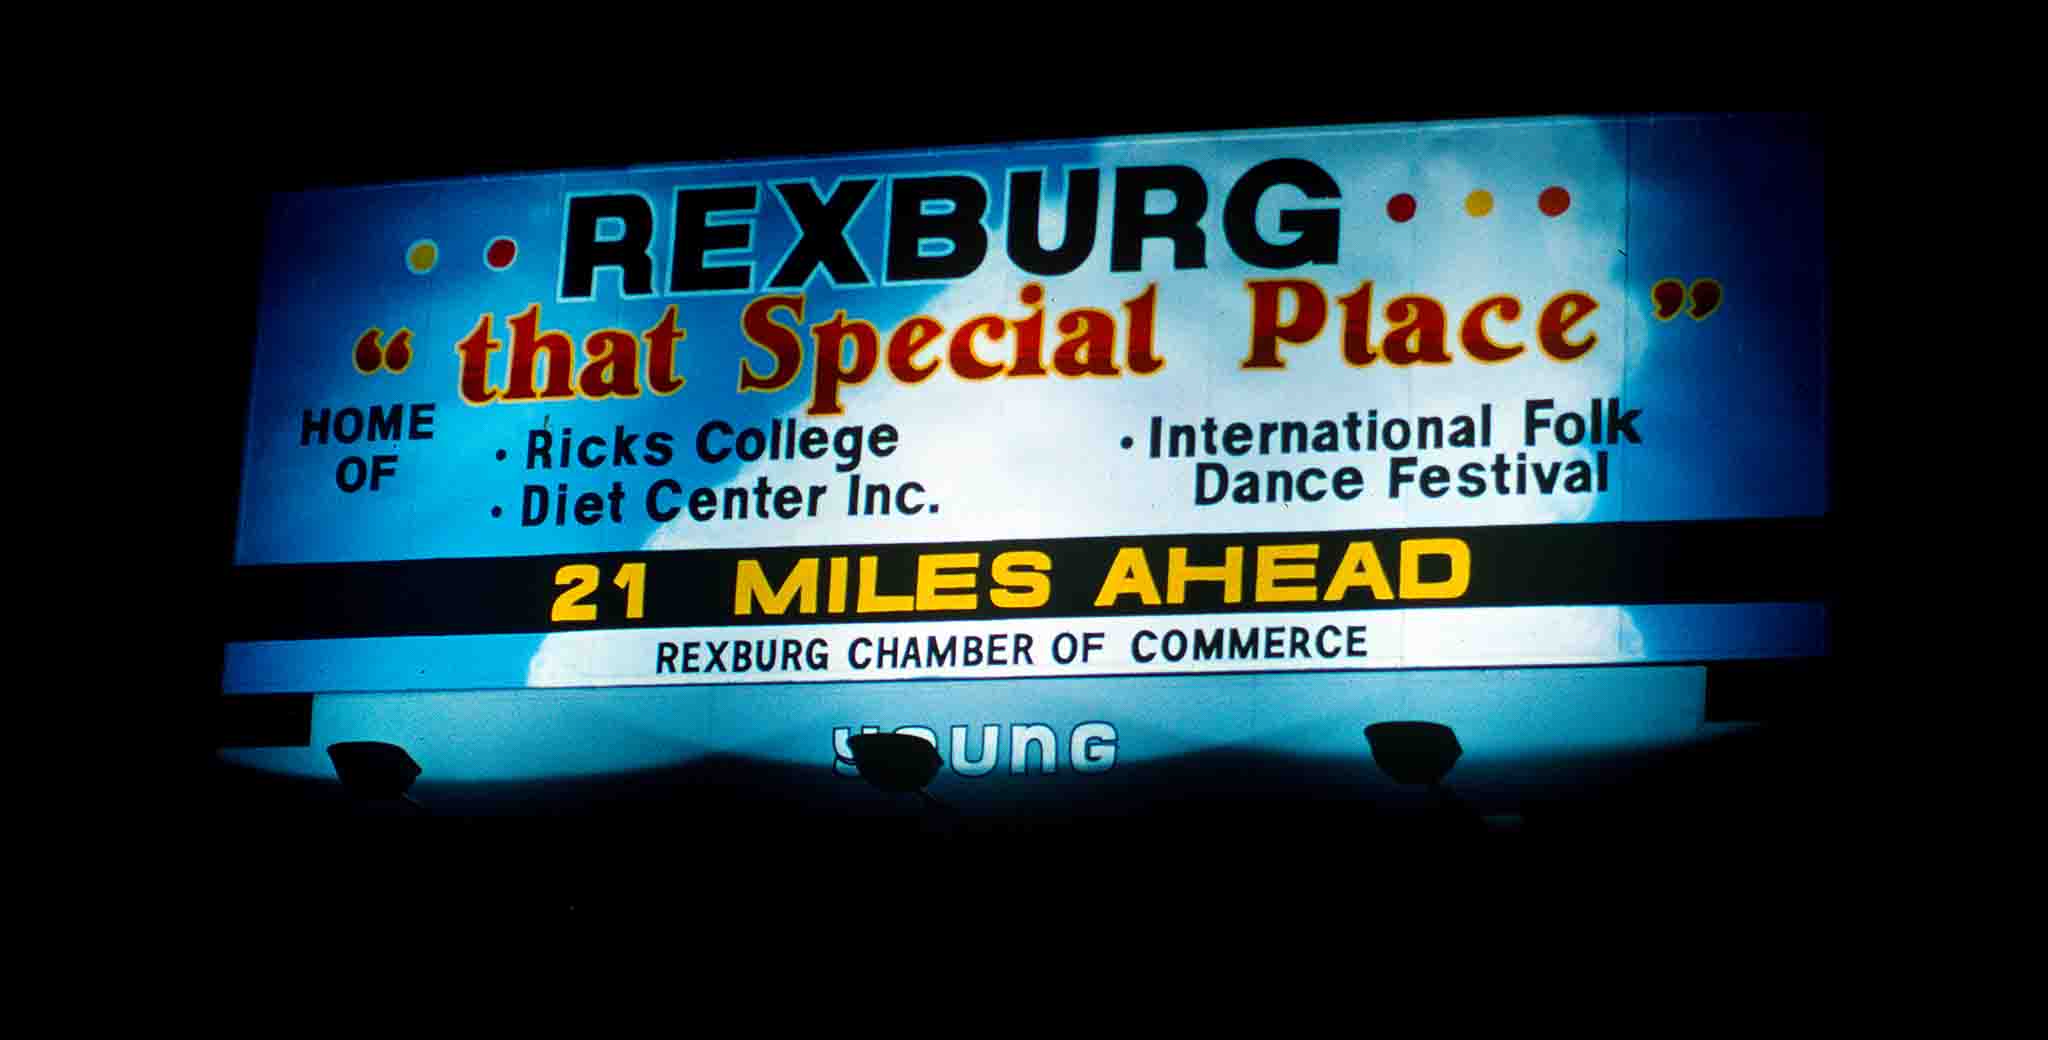 REXBURG
“that Special Place”
HOME
OF
• Ricks College
• Diet Center Inc.
• International Folk
Dance Festival
21 MILES AHEAD
REXBURG CHAMBER OF COMMERCE
young